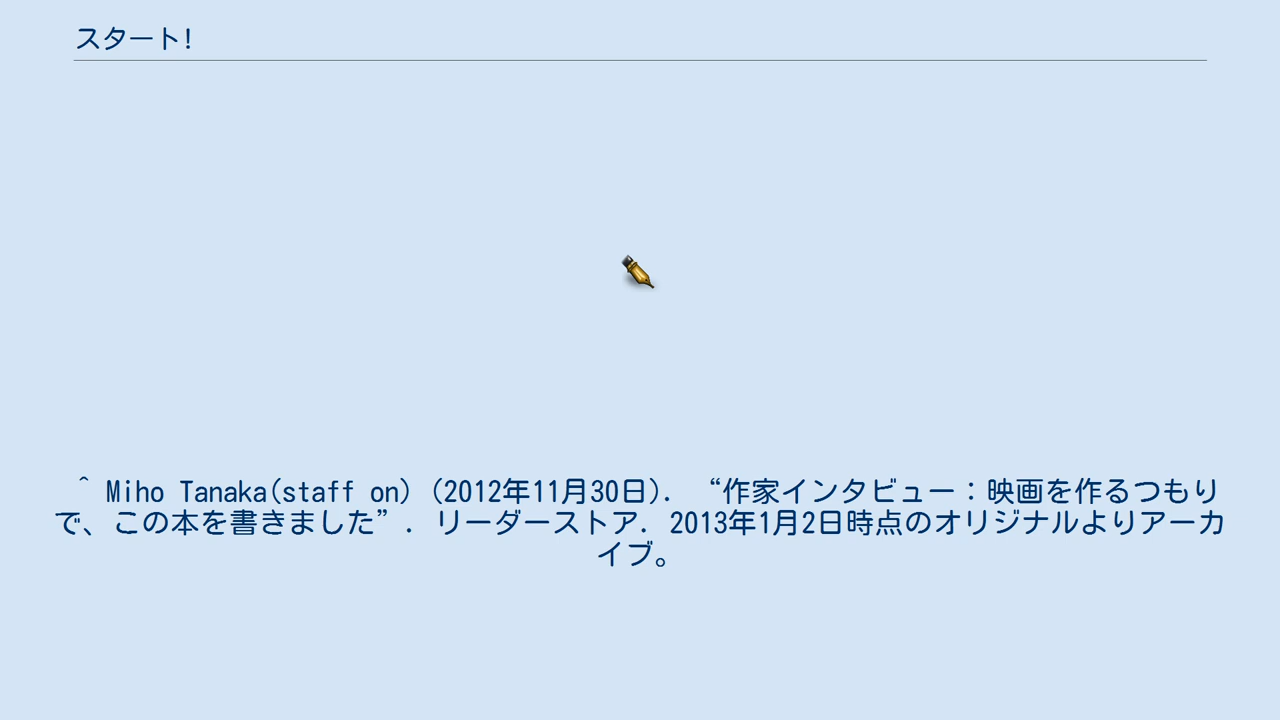 スタート!
^ Miho Tanaka(staff on) (2012年11月30日). “作家インタビュー：映画を作るつもり
で、この本を書きました”. リーダーストア. 2013年1月2日時点のオリジナルよりアーカ
イブ。